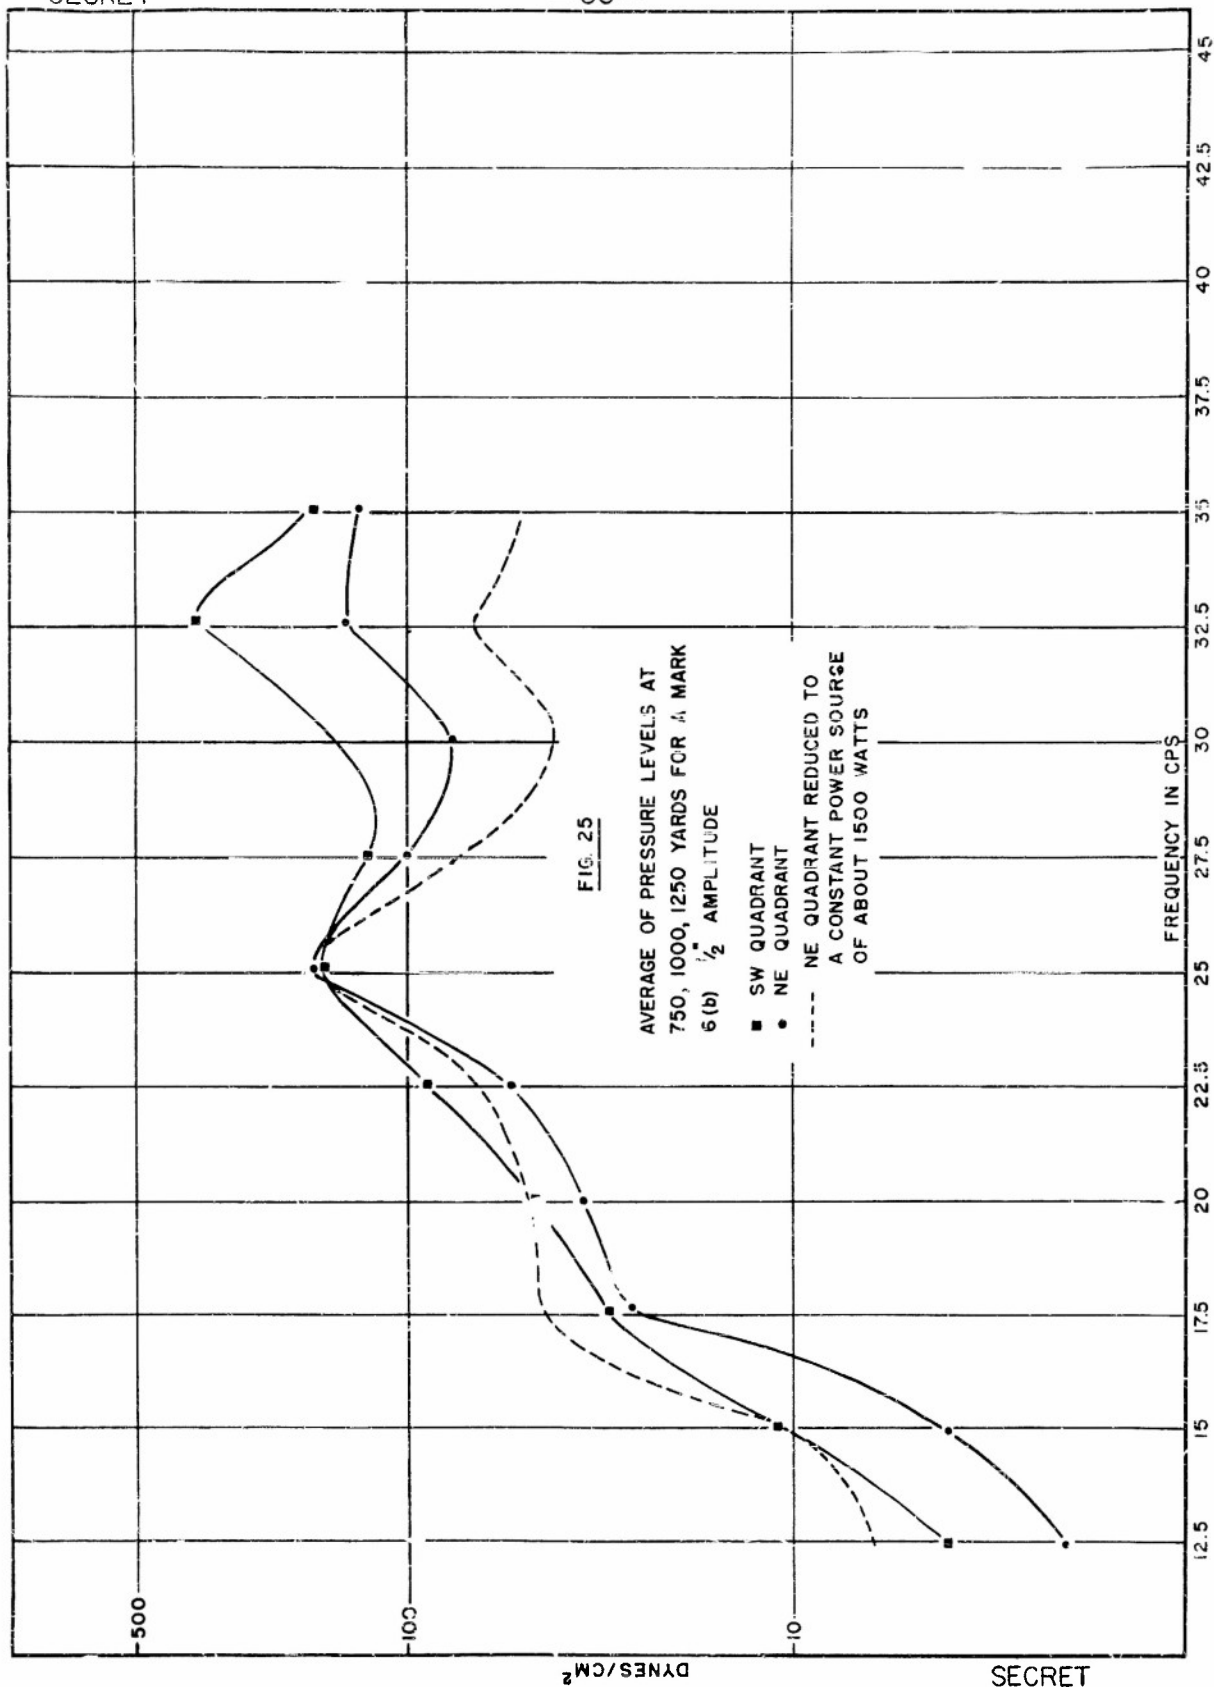 SECRET
FIG. 25
AVERAGE OF PRESSURE LEVELS AT
750, 1000, 1250 YARDS FOR A MARK
6(b) 1/2" AMPLITUDE
■ SW QUADRANT
● NE QUADRANT
---- NE QUADRANT REDUCED TO
A CONSTANT POWER SOURSE
OF ABOUT 1500 WATTS
DYNES/CM²
500
100
10
12.5 15 17.5 20 22.5 25 27.5 30 32.5 35 37.5 40 42.5 45
FREQUENCY IN CPS
SECRET